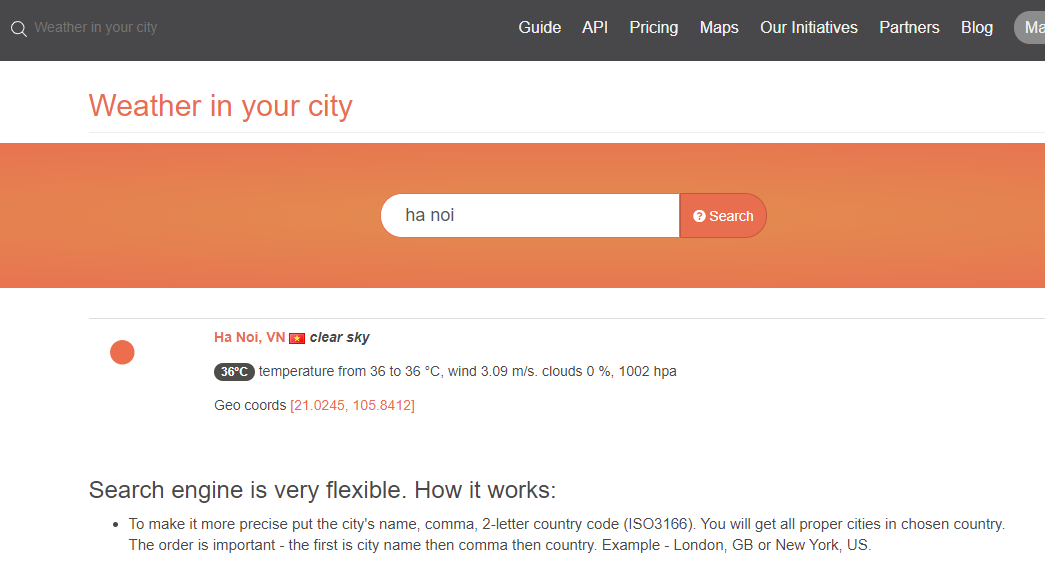 Weather in your city
Guide API Pricing Maps Our Initiatives Partners Blog Ma
Weather in your city
ha noi
Search
Ha Noi, VN clear sky
36°C temperature from 36 to 36 °C, wind 3.09 m/s. clouds 0 %, 1002 hpa
Geo coords [21.0245, 105.8412]
Search engine is very flexible. How it works:
To make it more precise put the city's name, comma, 2-letter country code (ISO3166). You will get all proper cities in chosen country.
The order is important - the first is city name then comma then country. Example - London, GB or New York, US.